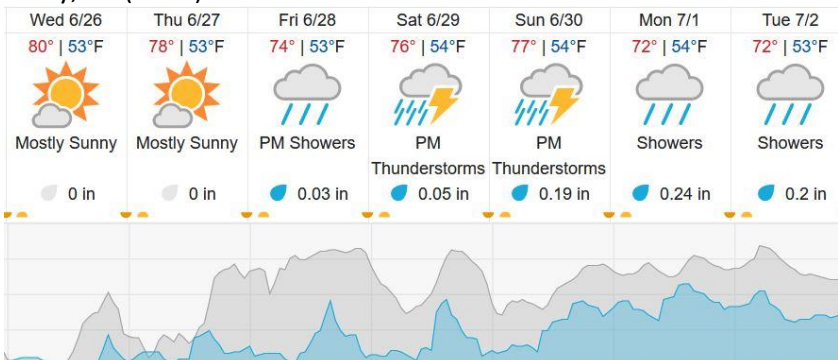 Wed 6/26 Thu 6/27 Fri 6/28 Sat 6/29 Sun 6/30 Mon 7/1 Tue 7/2
80° | 53°F 78° | 53°F 74° | 53°F 76° | 54°F 77° | 54°F 72° | 54°F 72° | 53°F
Mostly Sunny Mostly Sunny PM Showers PM PM Showers Showers
Thunderstorms Thunderstorms
0 in 0 in 0.03 in 0.05 in 0.19 in 0.24 in 0.2 in